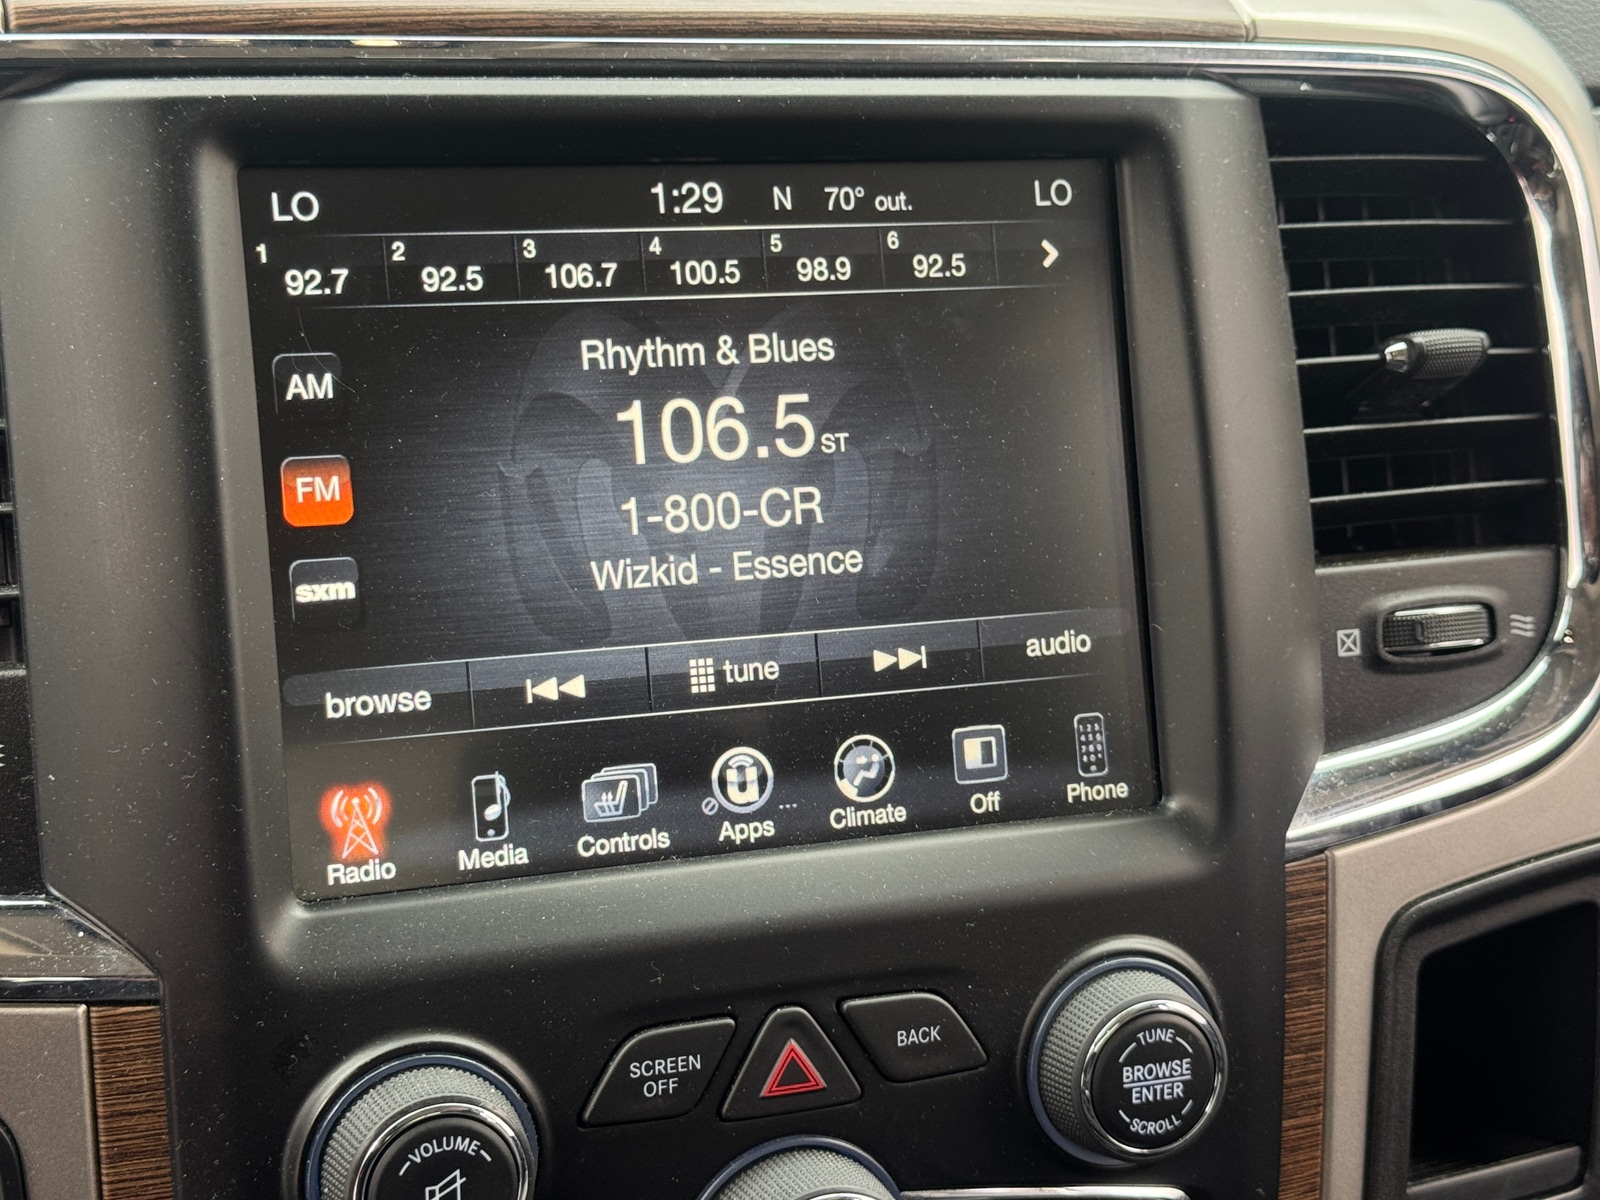 LO 1:29 N 70° out. LO
1 92.7 2 92.5 3 106.7 4 100.5 5 98.9 6 92.5
Rhythm & Blues
AM
106.5 ST
FM
1-800-CR
Wizkid - Essence
sxm
browse tune audio
Radio Media Controls Apps Climate Off Phone
SCREEN
OFF
BACK
TUNE
BROWSE
ENTER
SCROLL
VOLUME